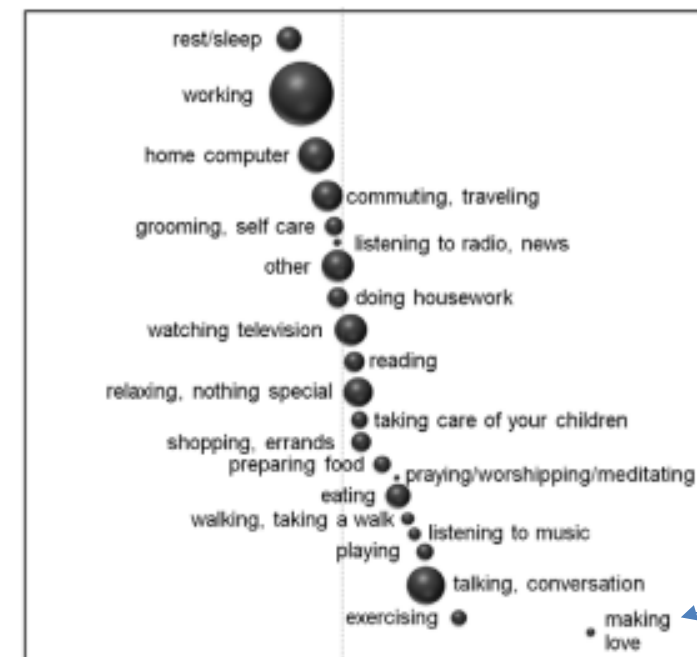 rest/sleep
working
home computer
commuting, traveling
grooming, self care
listening to radio, news
other
doing housework
watching television
reading
relaxing, nothing special
taking care of your children
shopping, errands
preparing food
praying/worshipping/meditating
eating
walking, taking a walk
listening to music
playing
talking, conversation
exercising
making
love